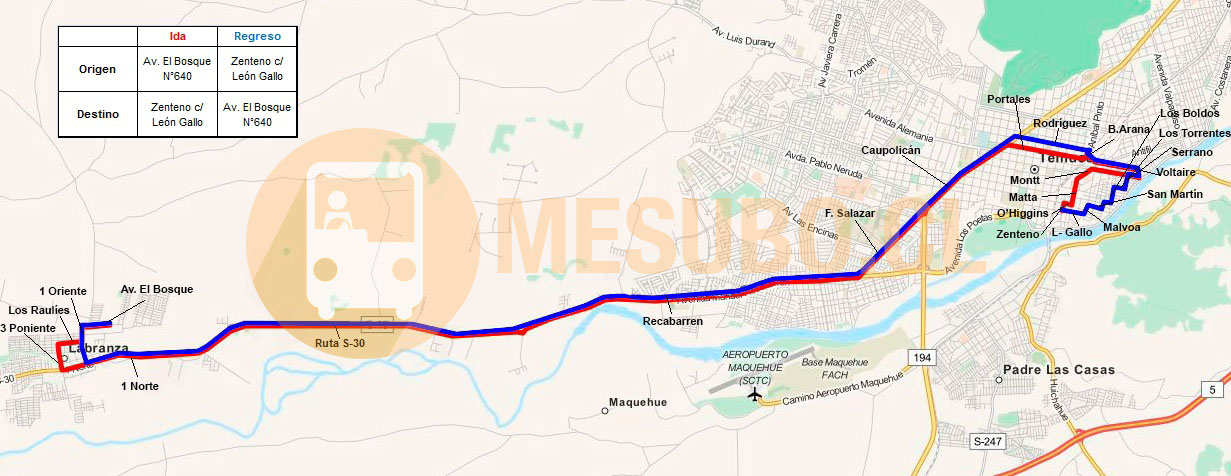 Ida
Regreso
Origen
Av. El Bosque
N°640
Zenteno c/
León Gallo
Destino
Zenteno c/
León Gallo
Av. El Bosque
N°640
MESUBO.CL
Av. Luis Durand
Av Javiera Carrera
Tromén
Avenida Alemania
Avda. Pablo Neruda
Av Las Encinas
Avenida Los Poetas
Anibal Pinto
Avenida Valparaíso
Av. Costanera
Portales
Rodriguez
B.Arana
Los Boldos
Los Torrentes
Serrano
Voltaire
San Martín
Caupolicán
Montt
Matta
O'Higgins
Zenteno
L- Gallo
Malvoa
F. Salazar
Recabarren
1 Oriente
Av. El Bosque
Los Raulíes
3 Poniente
Labranza
1 Norte
Ruta S-30
AEROPUERTO
MAQUEHUE
(SCTC)
Base Maquehue
FACH
Camino Aeropuerto Maquehue
Maquehue
194
Padre Las Casas
Huichahue
S-247
5